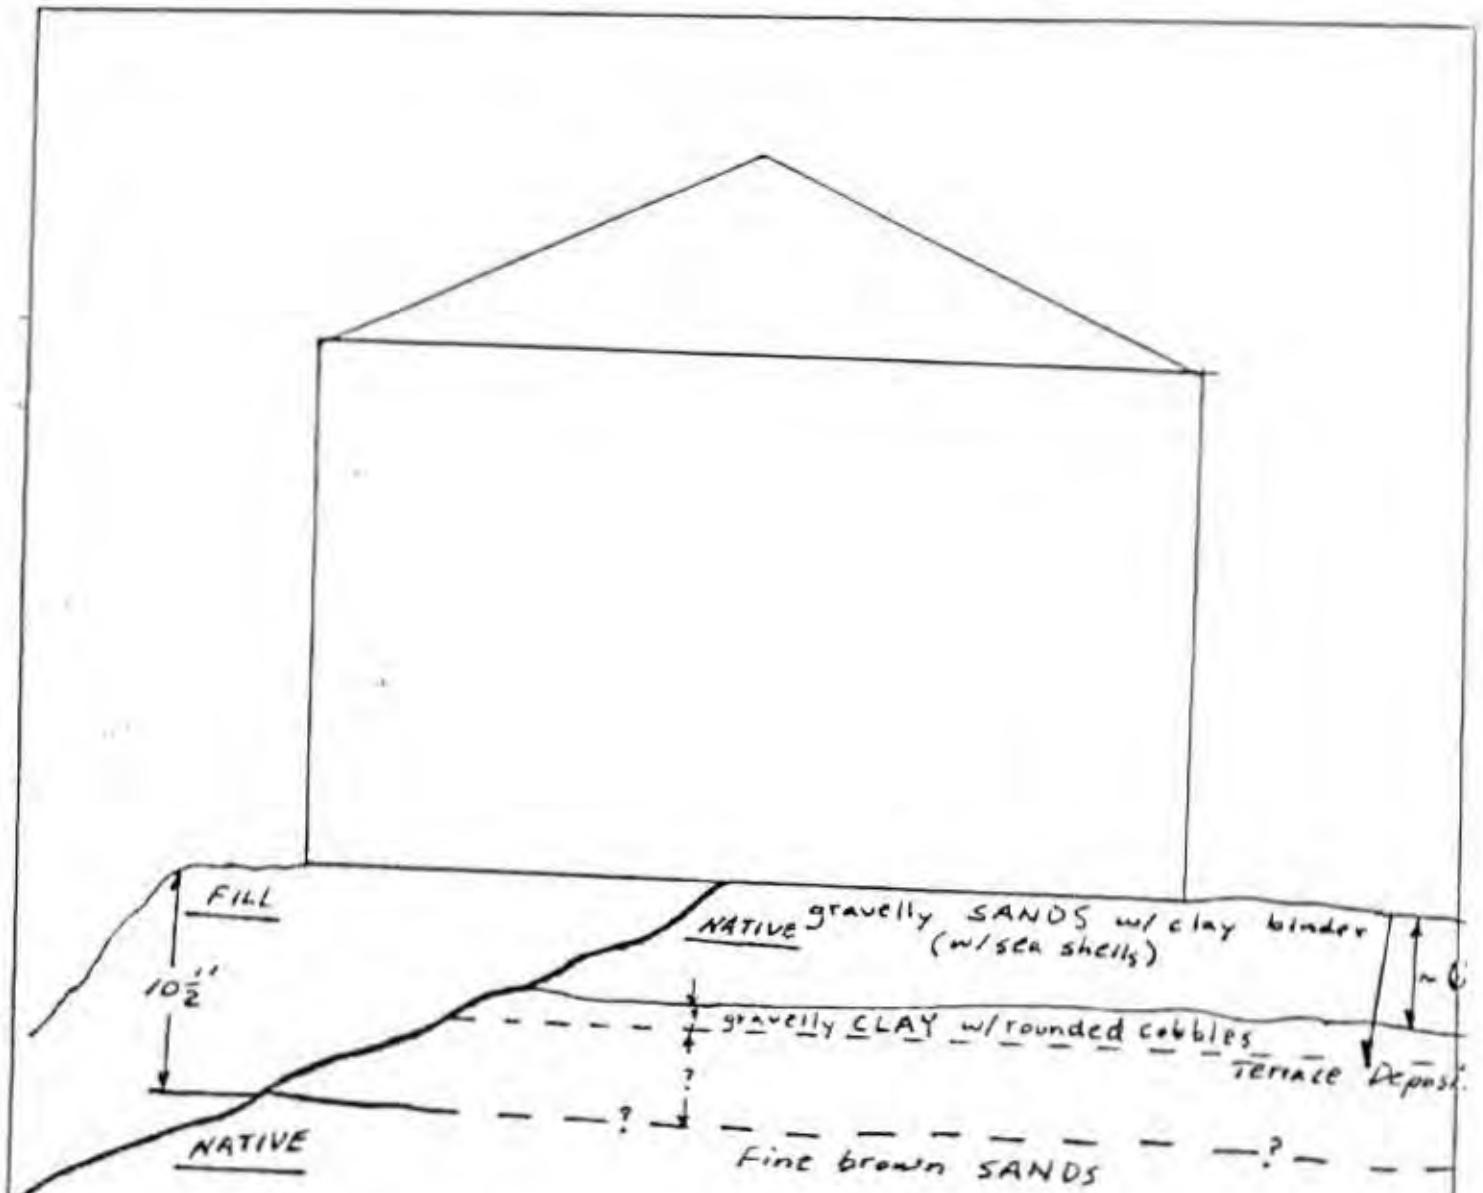 FILL
10½'
NATIVE gravelly SANDS w/ clay binder
(w/sea shells)
gravelly CLAY w/rounded cobbles
?
Terrace
? ?
NATIVE
Fine brown SANDS